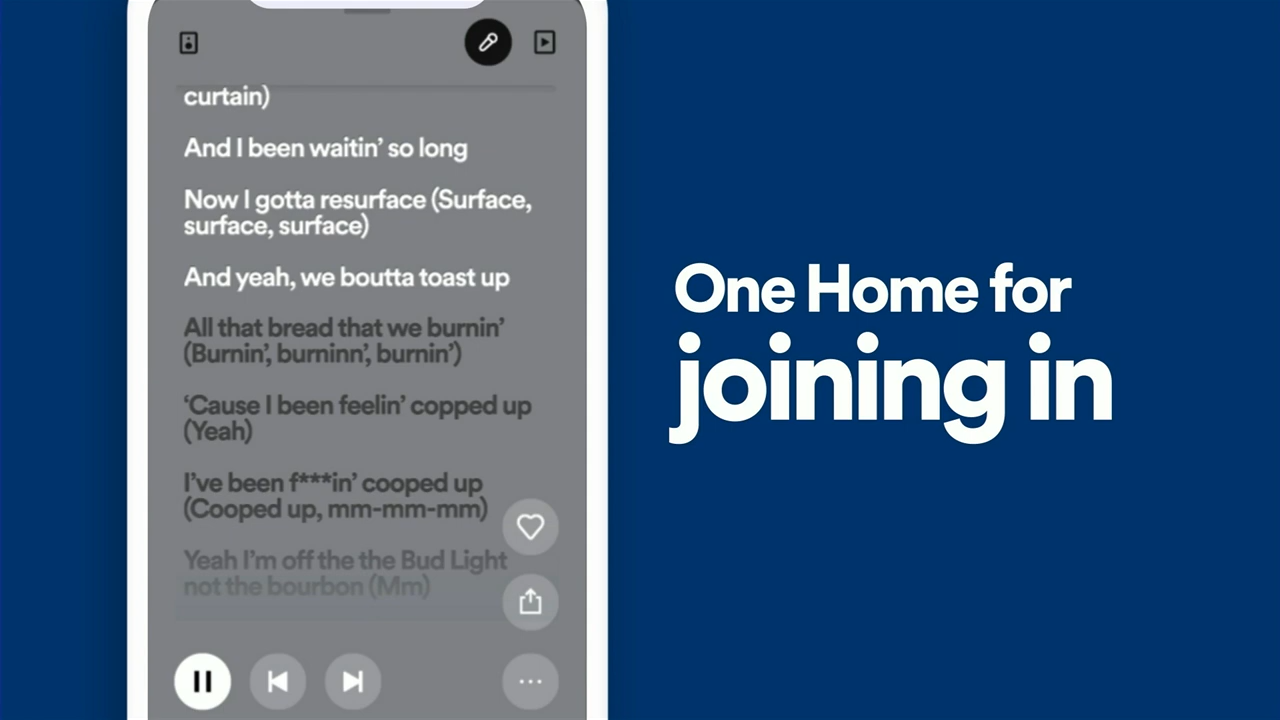 curtain)
And I been waitin’ so long
Now I gotta resurface (Surface,
surface, surface)
And yeah, we boutta toast up
All that bread that we burnin’
(Burnin’, burninn’, burnin’)
‘Cause I been feelin’ copped up
(Yeah)
I’ve been f***in’ cooped up
(Cooped up, mm-mm-mm)
Yeah I’m off the the Bud Light
not the bourbon (Mm)
One Home for
joining in